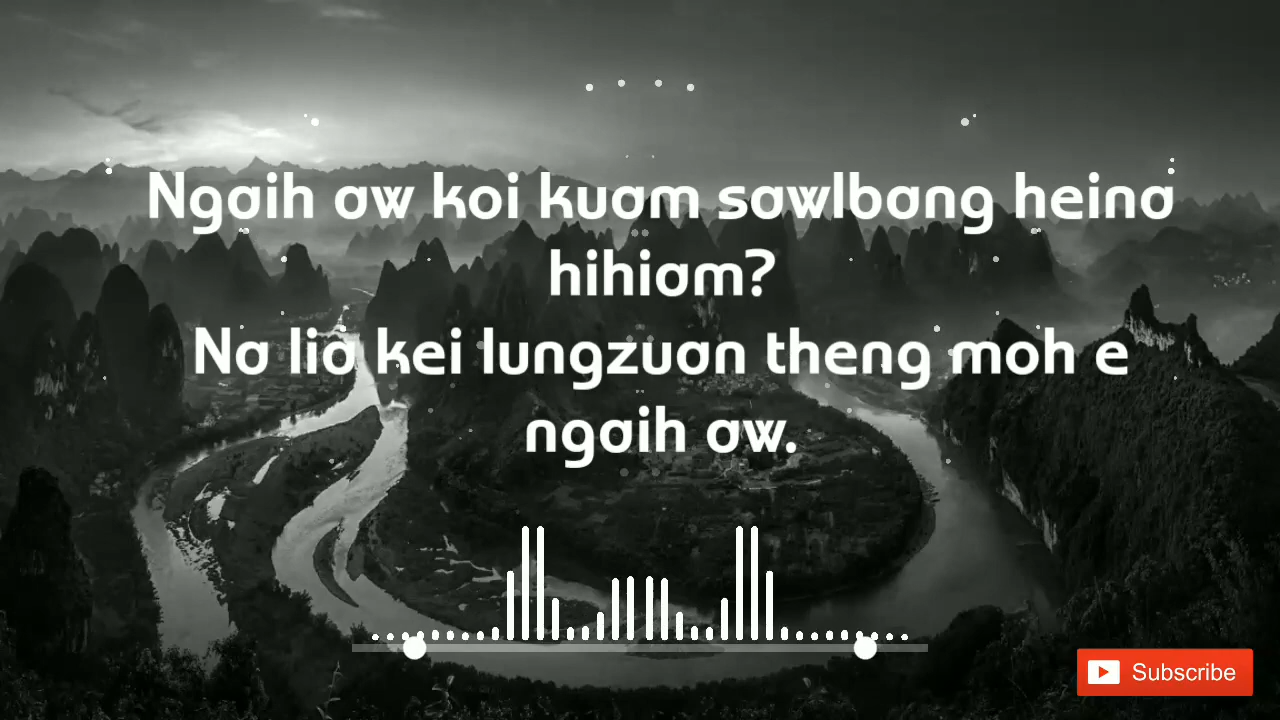 Ngaih aw koi kuam sawlbang heina
hihiam?
Na lia kei lungzuan theng moh e
ngaih aw.
Subscribe